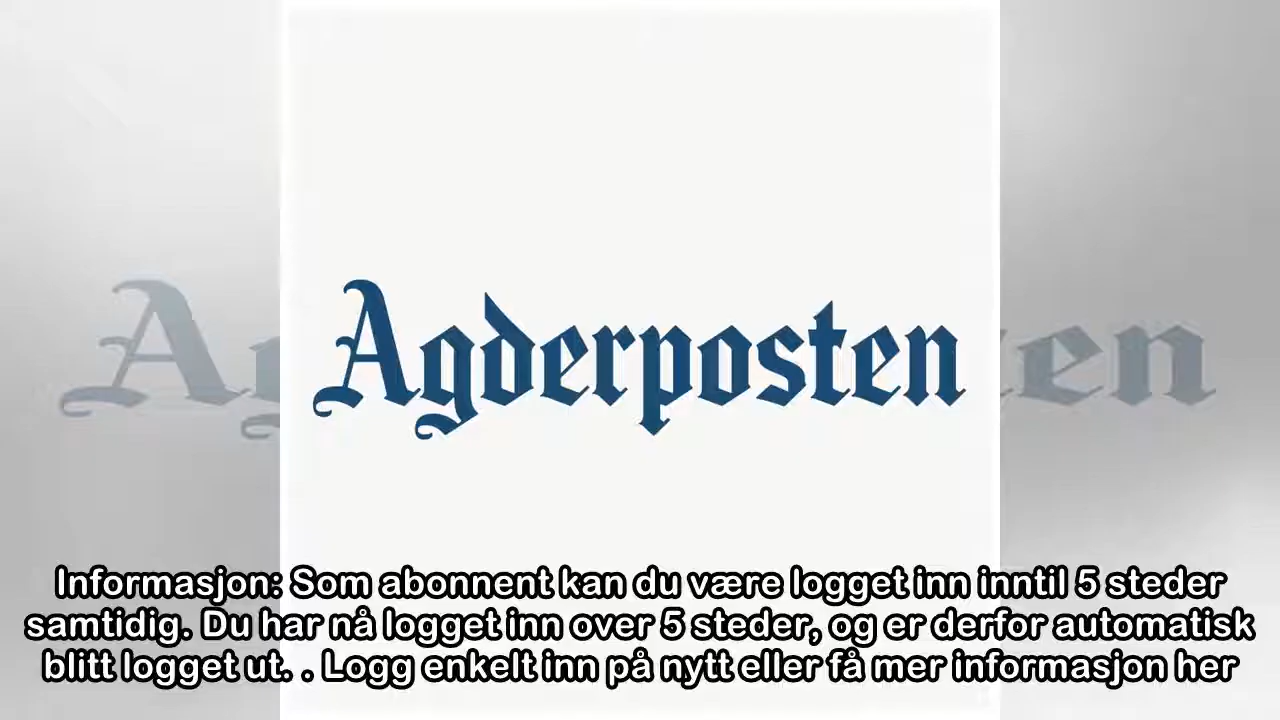 Agderposten
Informasjon: Som abonnent kan du være logget inn inntil 5 steder
samtidig. Du har nå logget inn over 5 steder, og er derfor automatisk
blitt logget ut. . Logg enkelt inn på nytt eller få mer informasjon her